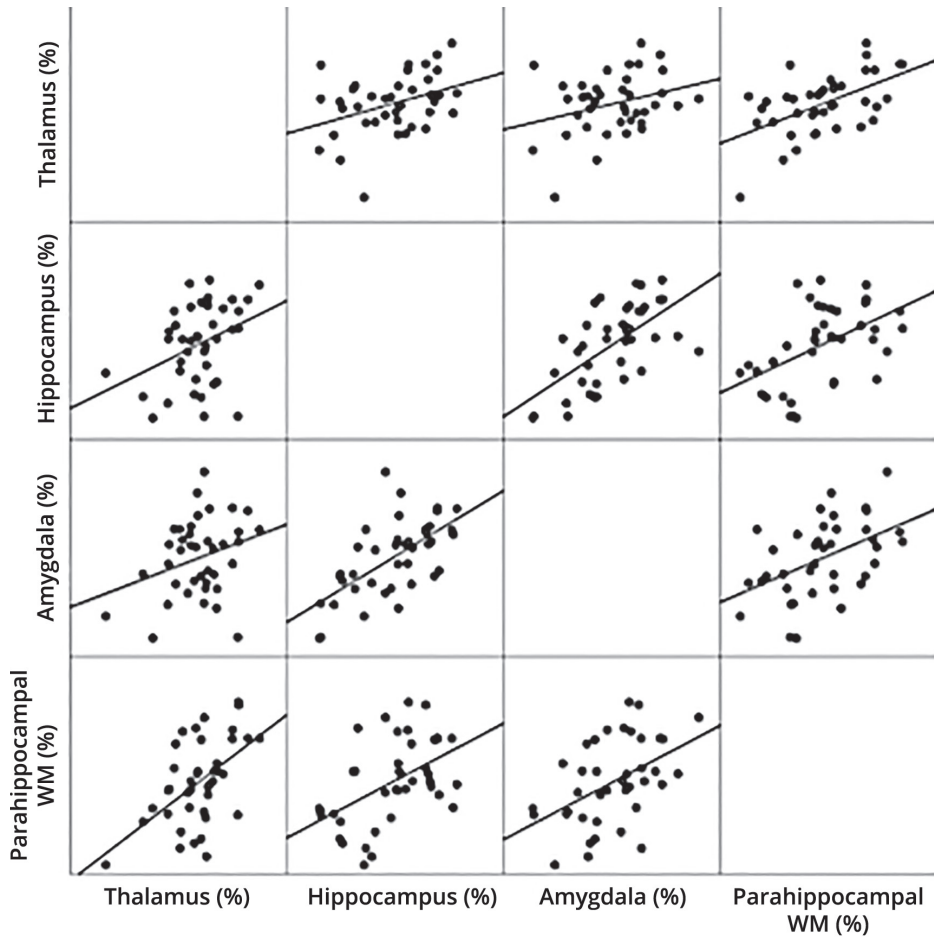 Thalamus (%)
Hippocampus (%)
Amygdala (%)
Parahippocampal
WM (%)
Thalamus (%)
Hippocampus (%)
Amygdala (%)
Parahippocampal
WM (%)